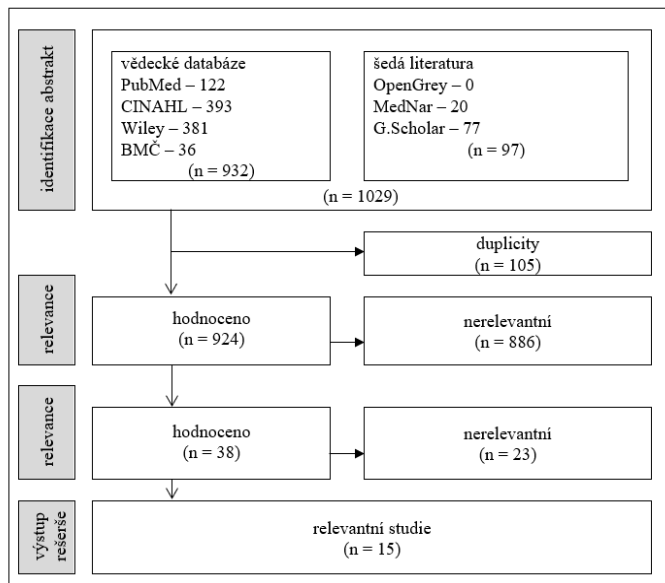 identifikace abstrakt
vědecké databáze
PubMed – 122
CINAHL – 393
Wiley – 381
BMČ – 36
(n = 932)
šedá literatura
OpenGrey – 0
MedNar – 20
G.Scholar – 77
(n = 97)
(n = 1029)
duplicity
(n = 105)
relevance
hodnoceno
(n = 924)
nerelevantní
(n = 886)
relevance
hodnoceno
(n = 38)
nerelevantní
(n = 23)
výstup
rešerše
relevantní studie
(n = 15)